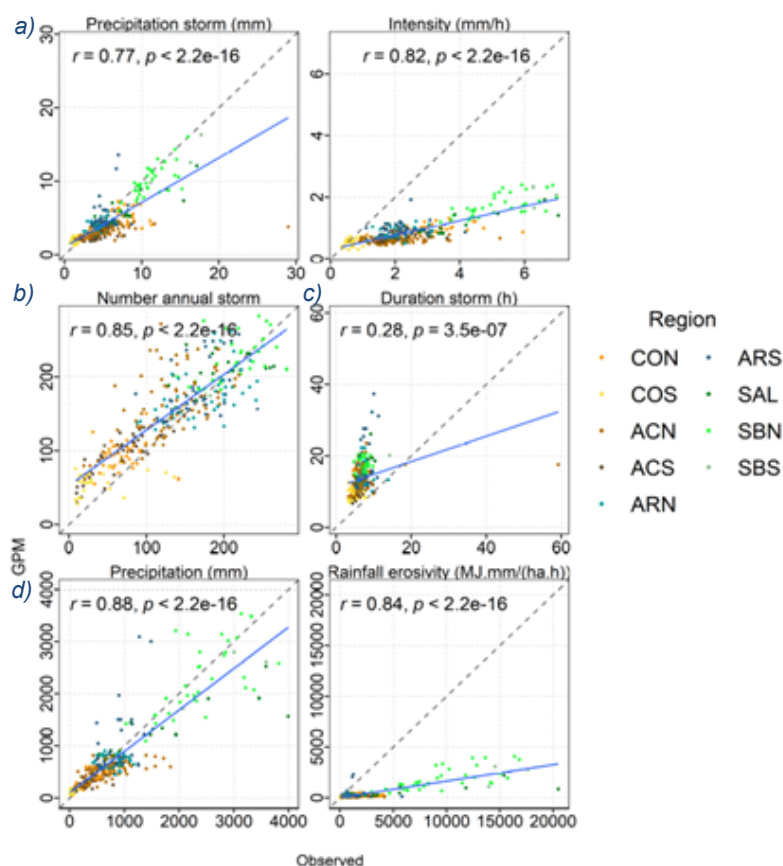 a) Precipitation storm (mm) Intensity (mm/h)
30 r = 0.77, p < 2.2e-16
20
10
0
0 10 20 30
6 r = 0.82, p < 2.2e-16
4
2
0
0 2 4 6
b) Number annual storm c) Duration storm (h)
r = 0.85, p < 2.2e-16
200
100
0
0 100 200
60 r = 0.28, p = 3.5e-07
40
20
0
0 20 40 60
Region
CON ARS
COS SAL
ACN SBN
ACS SBS
ARN
GPM
d) Precipitation (mm) Rainfall erosivity (MJ.mm/(ha.h))
4000 r = 0.88, p < 2.2e-16
3000
2000
1000
0
0 1000 2000 3000 4000
20000 r = 0.84, p < 2.2e-16
15000
10000
5000
0
0 5000 10000 15000 20000
Observed